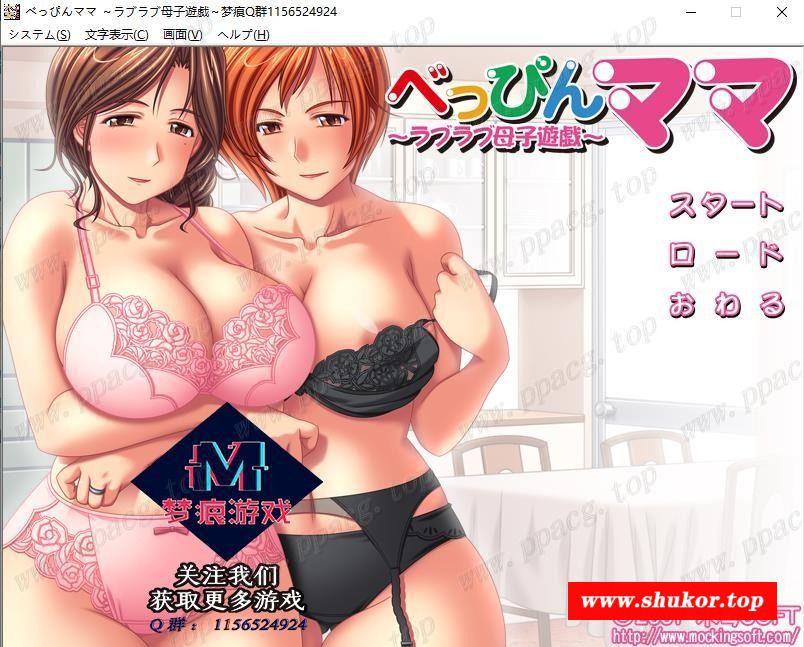 べっぴんママ ～ラブラブ母子遊戯～梦痕Q群1156524924
システム(S) 文字表示(C) 画面(V) ヘルプ(H)
べっぴんママ
～ラブラブ母子遊戯～
スタート
ロード
おわる
M
梦痕游戏
关注我们
获取更多游戏
Q群：1156524924
www.shukor.top
http://www.mockingsoft.com/
www.ppacg.top